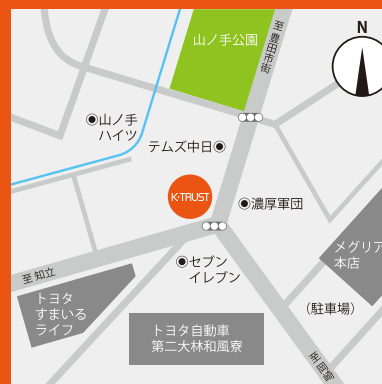 山ノ手公園
至 豊田市街
N
山ノ手
ハイツ
テムズ中日
K·TRUST
濃厚軍団
メグリア
本店
至 知立
セブン
イレブン
トヨタ
すまいる
ライフ
(駐車場)
トヨタ自動車
第二大林和風寮
至 岡崎